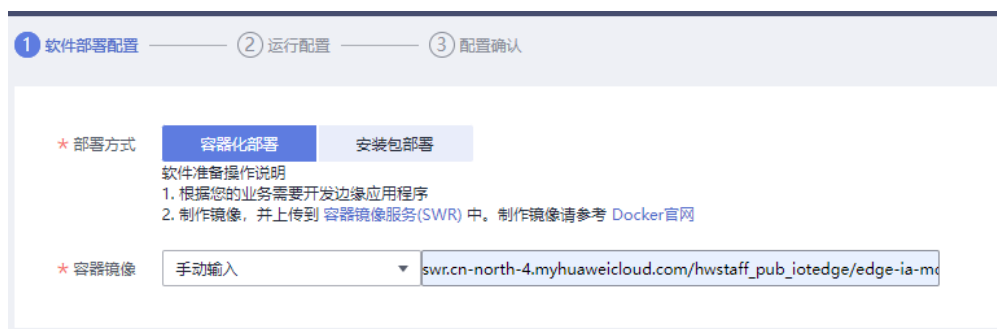 1 软件部署配置 2 运行配置 3 配置确认
* 部署方式 容器化部署 安装包部署
软件准备操作说明
1. 根据您的业务需要开发边缘应用程序
2. 制作镜像，并上传到 容器镜像服务(SWR) 中。制作镜像请参考 Docker官网
* 容器镜像 手动输入 swr.cn-north-4.myhuaweicloud.com/hwstaff_pub_iotedge/edge-ia-mo